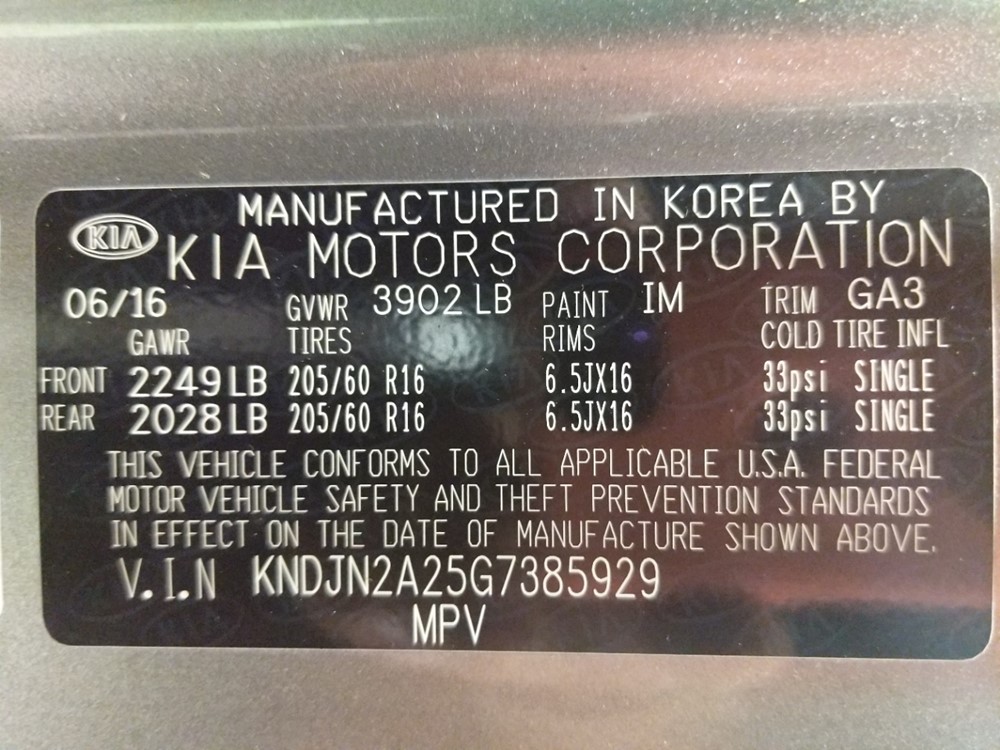 MANUFACTURED IN KOREA BY
KIA KIA MOTORS CORPORATION
06/16 GVWR 3902 LB PAINT IM TRIM GA3
GAWR TIRES RIMS COLD TIRE INFL
FRONT 2249 LB 205/60 R16 6.5JX16 33psi SINGLE
REAR 2028 LB 205/60 R16 6.5JX16 33psi SINGLE
THIS VEHICLE CONFORMS TO ALL APPLICABLE U.S.A. FEDERAL
MOTOR VEHICLE SAFETY AND THEFT PREVENTION STANDARDS
IN EFFECT ON THE DATE OF MANUFACTURE SHOWN ABOVE.
V.I.N KNDJN2A25G7385929
MPV